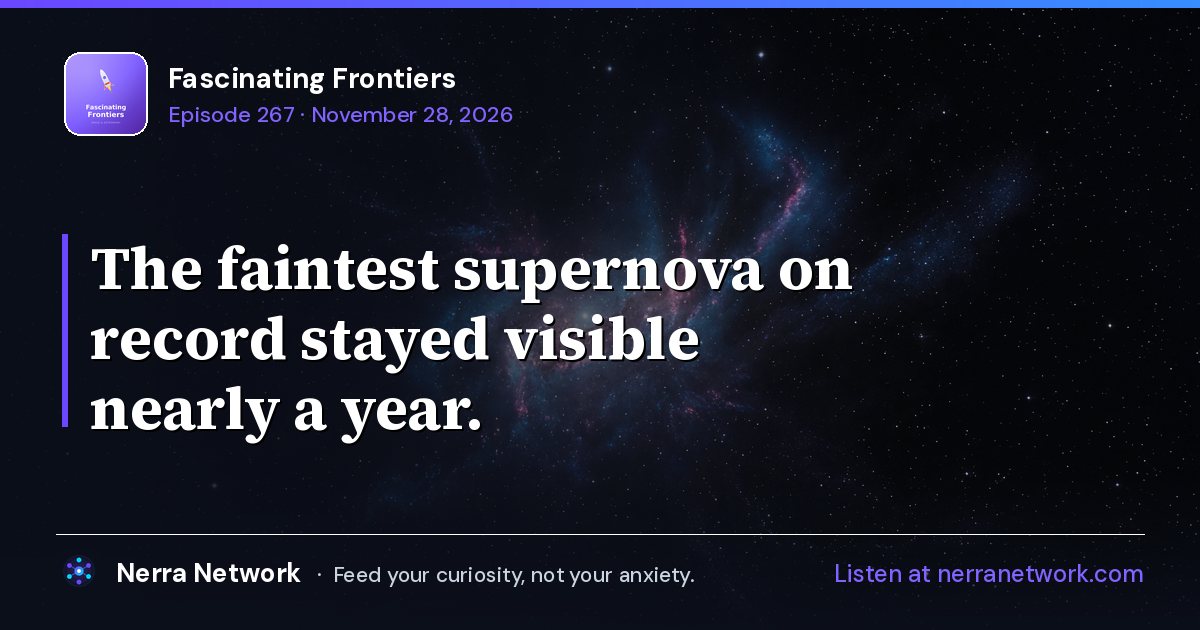 Fascinating Frontiers
Episode 267 · November 28, 2026
Fascinating
Frontiers
The faintest supernova on
record stayed visible
nearly a year.
Nerra Network · Feed your curiosity, not your anxiety.
Listen at nerranetwork.com